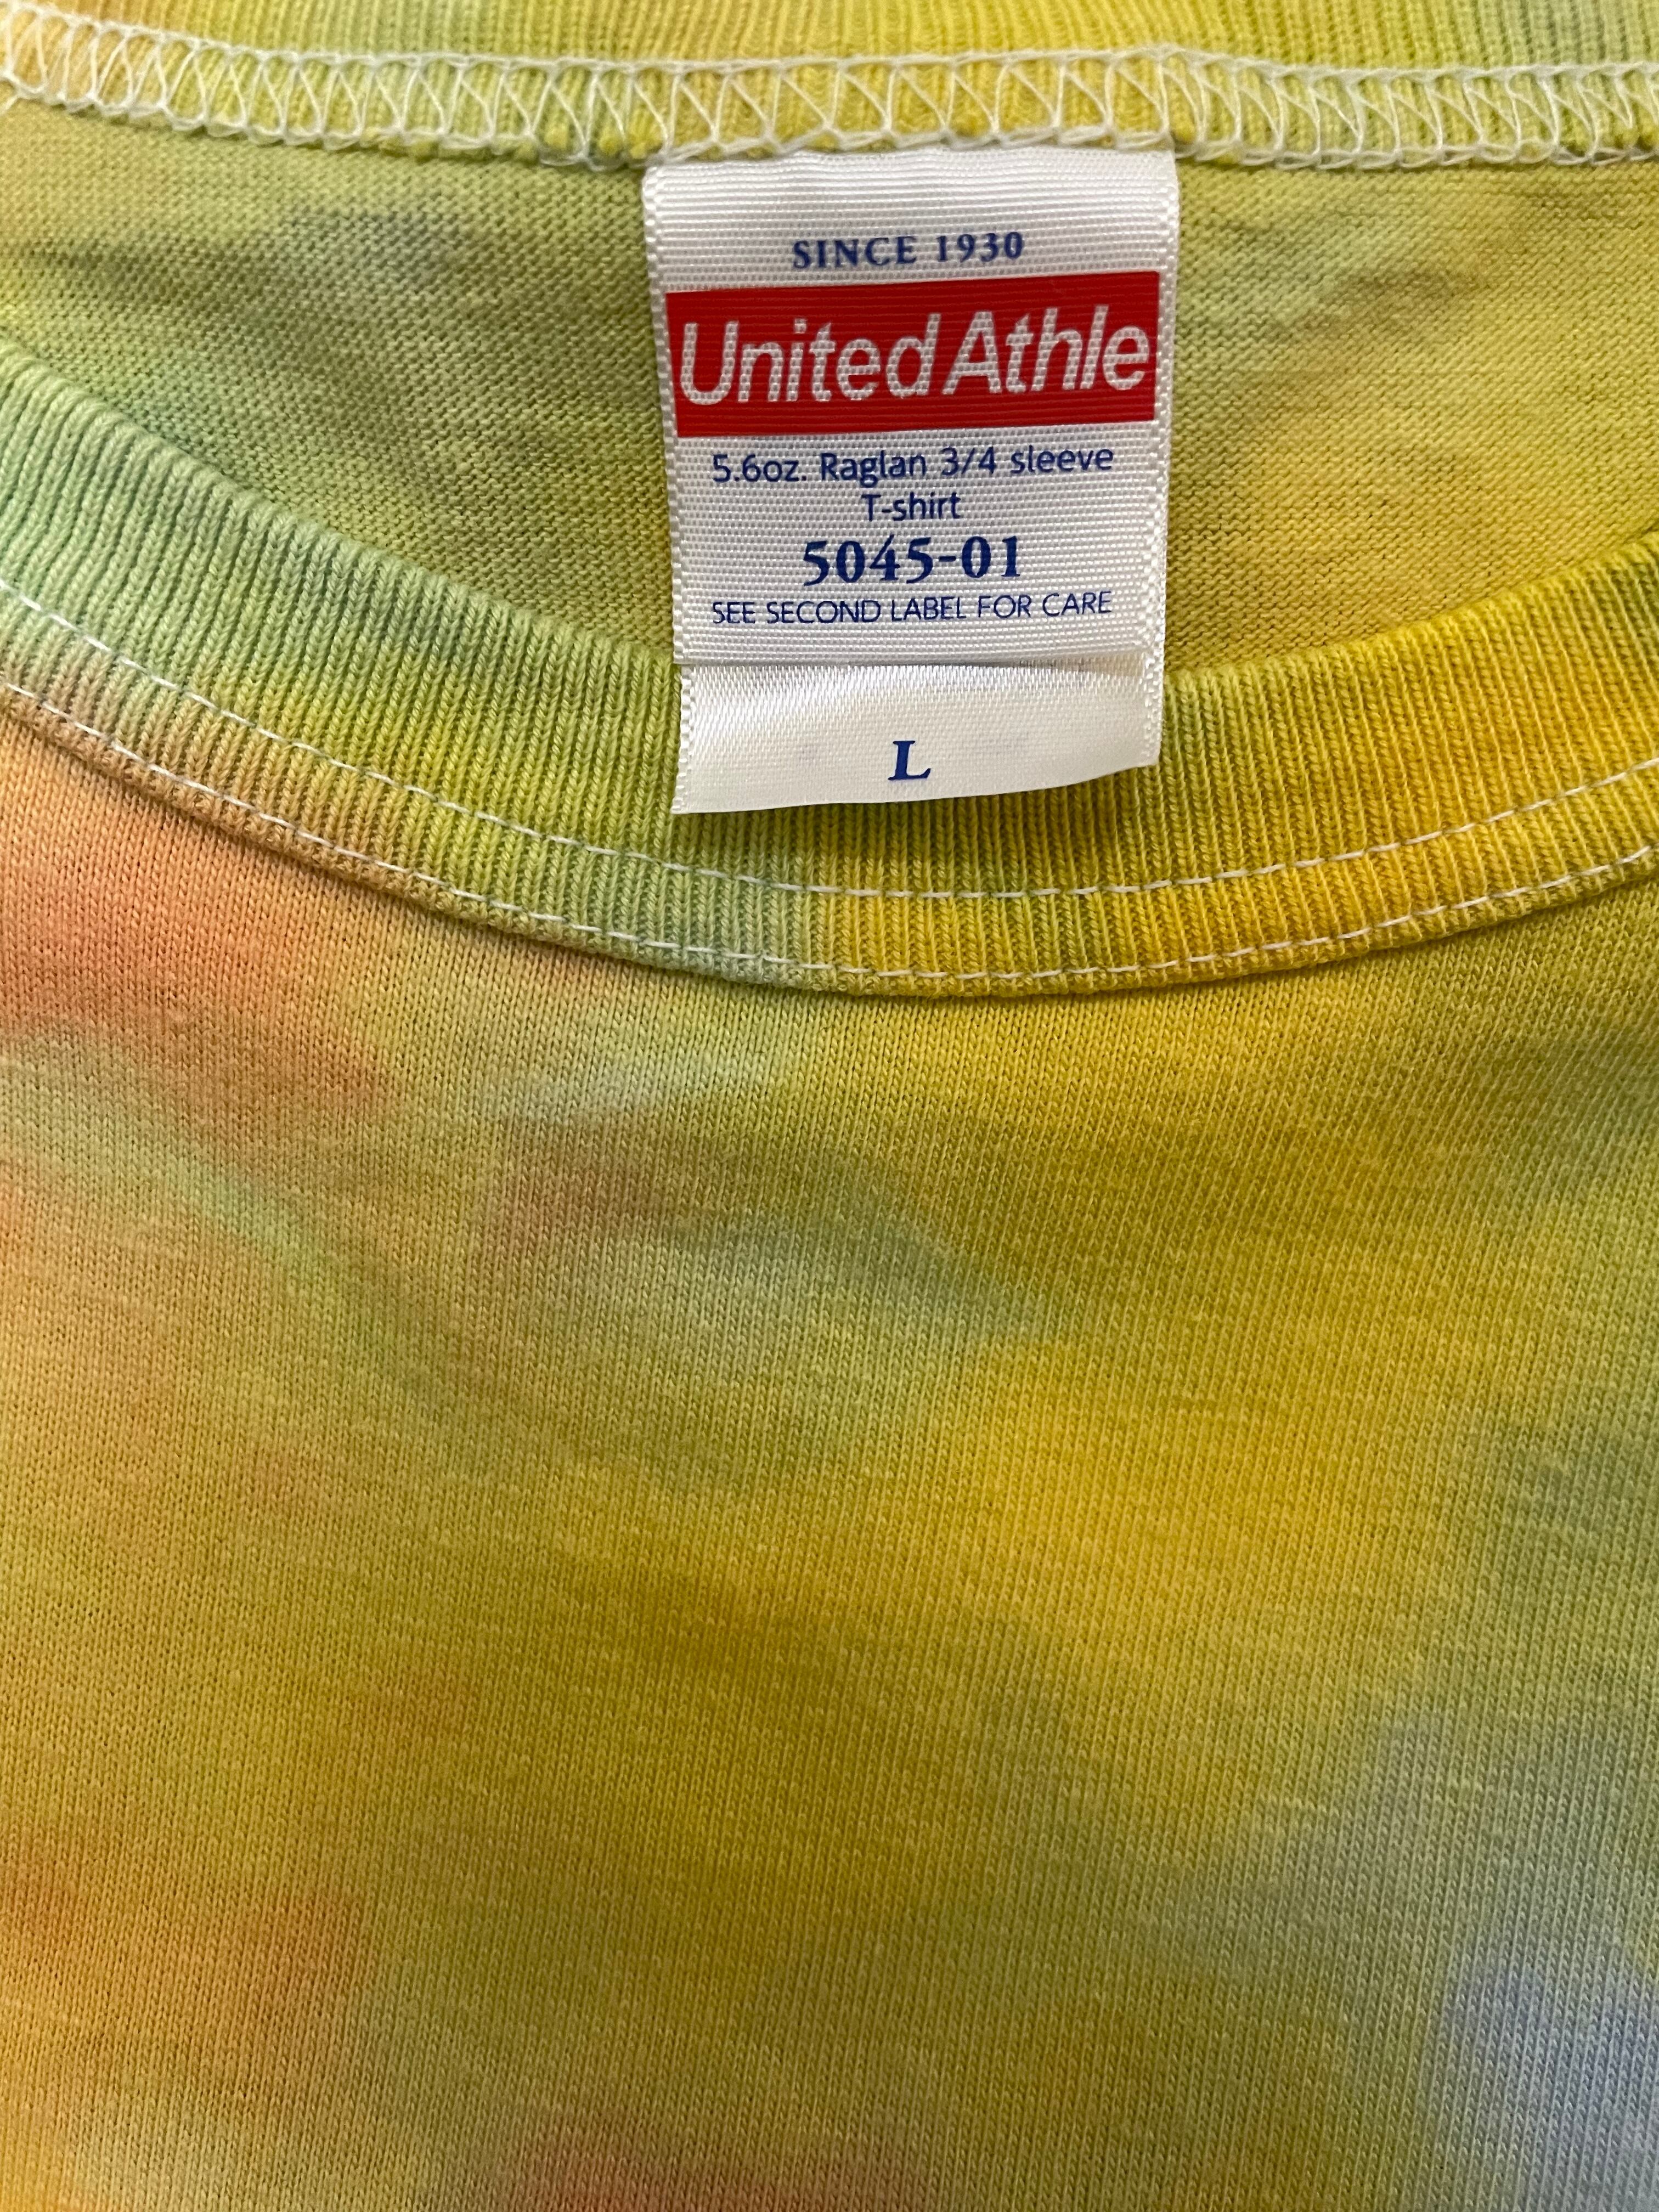 SINCE 1930
United Athle
5.6oz. Raglan 3/4 sleeve
T-shirt
5045-01
SEE SECOND LABEL FOR CARE
L